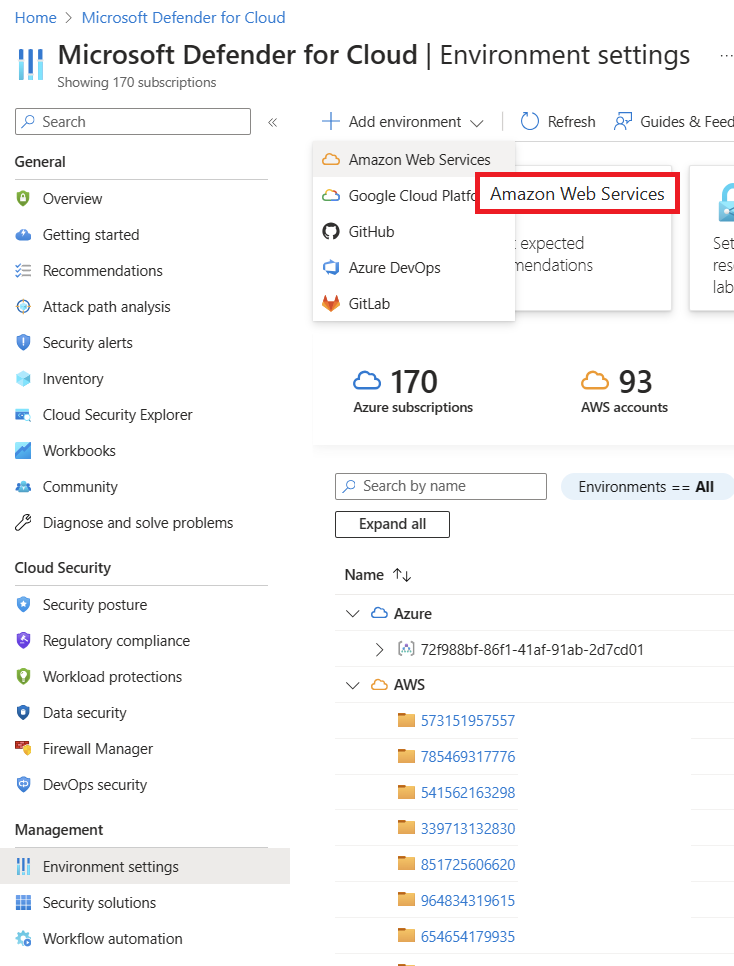 Home > Microsoft Defender for Cloud
Microsoft Defender for Cloud | Environment settings ...
Showing 170 subscriptions
Search
«
Add environment
Refresh
Guides & Feed
General
Overview
Getting started
Recommendations
Attack path analysis
Security alerts
Inventory
Cloud Security Explorer
Workbooks
Community
Diagnose and solve problems
Cloud Security
Security posture
Regulatory compliance
Workload protections
Data security
Firewall Manager
DevOps security
Management
Environment settings
Security solutions
Workflow automation
Amazon Web Services
Google Cloud Platfo
GitHub
Azure DevOps
GitLab
Amazon Web Services
expected
mendations
Set
res
lab
170
Azure subscriptions
93
AWS accounts
Search by name
Environments == All
Expand all
Name ↑↓
Azure
72f988bf-86f1-41af-91ab-2d7cd01
AWS
573151957557
785469317776
541562163298
339713132830
851725606620
964834319615
654654179935